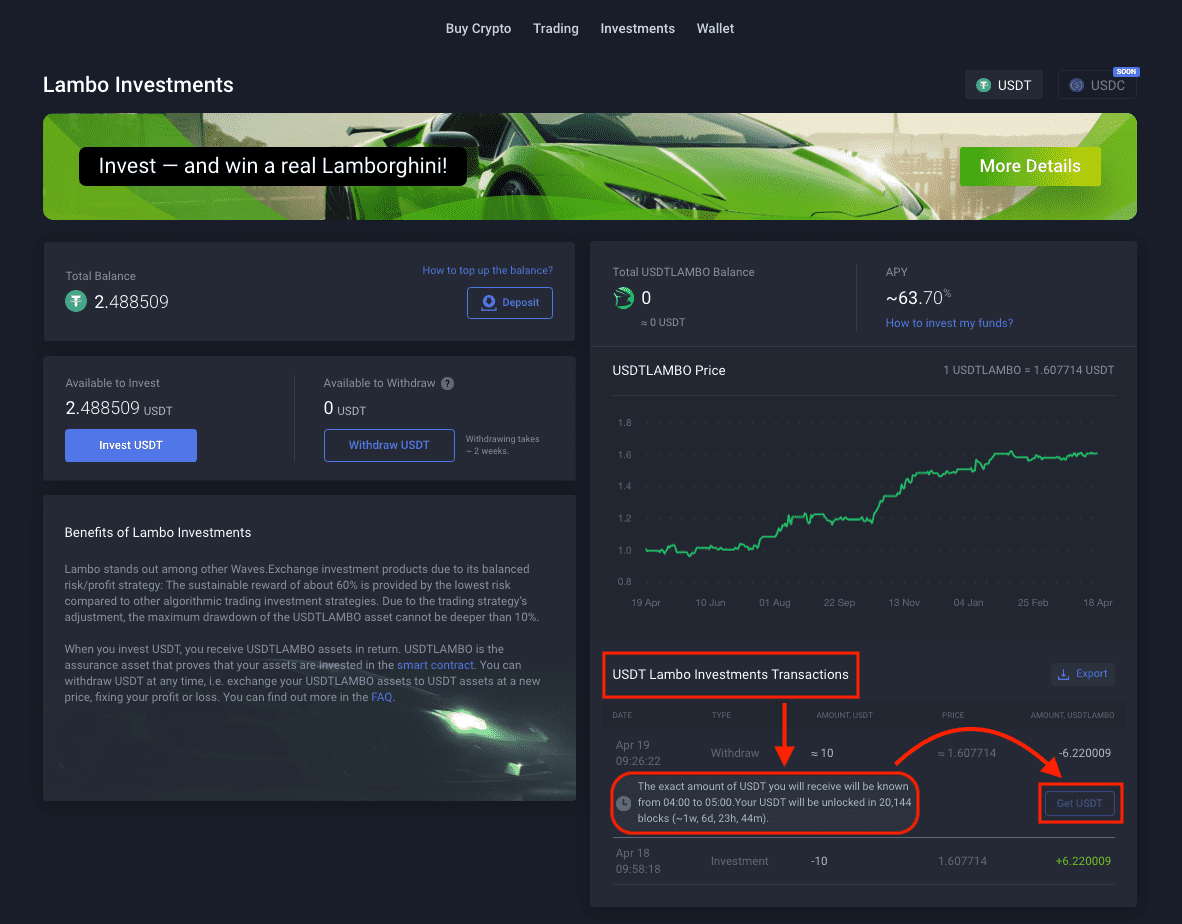 Buy Crypto Trading Investments Wallet
Lambo Investments
USDT
SOON
USDC
Invest — and win a real Lamborghini!
More Details
Total Balance
How to top up the balance?
2.488509
Deposit
Available to Invest
2.488509 USDT
Invest USDT
Available to Withdraw ?
0 USDT
Withdraw USDT
Withdrawing takes
~ 2 weeks.
Benefits of Lambo Investments
Lambo stands out among other Waves.Exchange investment products due to its balanced
risk/profit strategy: The sustainable reward of about 60% is provided by the lowest risk
compared to other algorithmic trading investment strategies. Due to the trading strategy's
adjustment, the maximum drawdown of the USDTLAMBO asset cannot be deeper than 10%.
When you invest USDT, you receive USDTLAMBO assets in return. USDTLAMBO is the
assurance asset that proves that your assets are invested in the smart contract. You can
withdraw USDT at any time, i.e. exchange your USDTLAMBO assets to USDT assets at a new
price, fixing your profit or loss. You can find out more in the FAQ.
Total USDTLAMBO Balance
0
≈ 0 USDT
APY
~63.70%
How to invest my funds?
USDTLAMBO Price
1 USDTLAMBO = 1.607714 USDT
1.8
1.6
1.4
1.2
1.0
0.8
19 Apr 10 Jun 01 Aug 22 Sep 13 Nov 04 Jan 25 Feb 18 Apr
USDT Lambo Investments Transactions
Export
DATE TYPE AMOUNT, USDT PRICE AMOUNT, USDTLAMBO
Apr 19
09:26:22
Withdraw ≈ 10 ≈ 1.607714 -6.220009
The exact amount of USDT you will receive will be known
from 04:00 to 05:00.Your USDT will be unlocked in 20,144
blocks (~1w, 6d, 23h, 44m).
Get USDT
Apr 18
09:58:18
Investment -10 1.607714 +6.220009